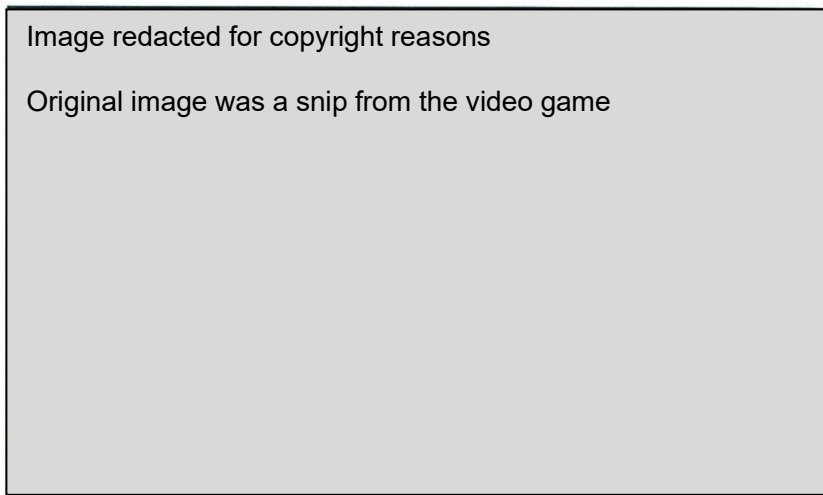 Image redacted for copyright reasons
Original image was a snip from the video game